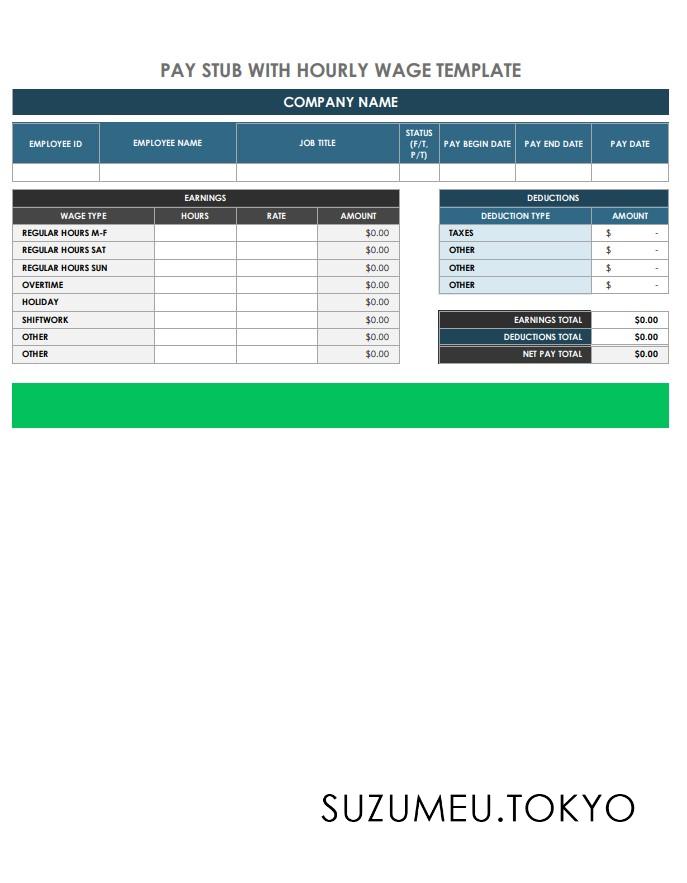 PAY STUB WITH HOURLY WAGE TEMPLATE
COMPANY NAME
EMPLOYEE ID EMPLOYEE NAME JOB TITLE STATUS (F/T, P/T) PAY BEGIN DATE PAY END DATE PAY DATE
EARNINGS
WAGE TYPE HOURS RATE AMOUNT
REGULAR HOURS M-F $0.00
REGULAR HOURS SAT $0.00
REGULAR HOURS SUN $0.00
OVERTIME $0.00
HOLIDAY $0.00
SHIFTWORK $0.00
OTHER $0.00
OTHER $0.00
DEDUCTIONS
DEDUCTION TYPE AMOUNT
TAXES $ -
OTHER $ -
OTHER $ -
OTHER $ -
EARNINGS TOTAL $0.00
DEDUCTIONS TOTAL $0.00
NET PAY TOTAL $0.00
SUZUMEU.TOKYO